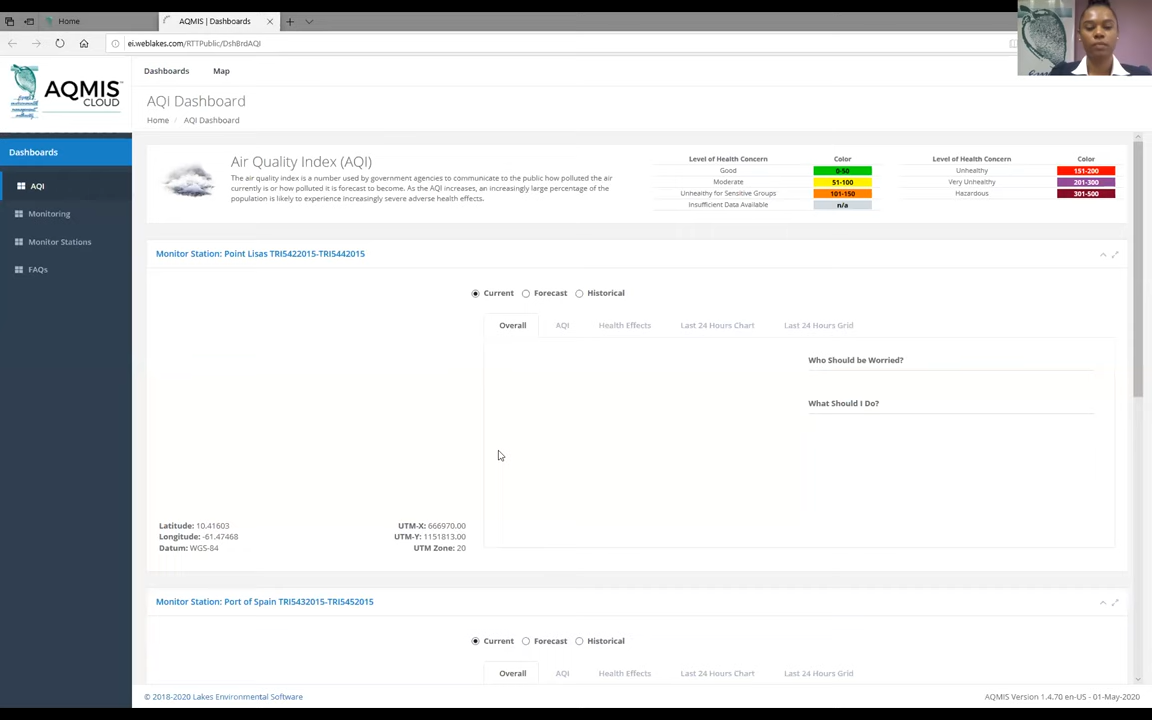 Home
AQMIS | Dashboards
ei.weblakes.com/RTTPublic/DshBrdAQI
AQMIS
CLOUD
Dashboards Map
AQI Dashboard
Home / AQI Dashboard
Dashboards
AQI
Monitoring
Monitor Stations
FAQs
Air Quality Index (AQI)
The air quality index is a number used by government agencies to communicate to the public how polluted the air
currently is or how polluted it is forecast to become. As the AQI increases, an increasingly large percentage of the
population is likely to experience increasingly severe adverse health effects.
Level of Health Concern Color
Good 0-50
Moderate 51-100
Unhealthy for Sensitive Groups 101-150
Insufficient Data Available n/a
Level of Health Concern Color
Unhealthy 151-200
Very Unhealthy 201-300
Hazardous 301-500
Monitor Station: Point Lisas TRI5422015-TRI5442015
Current Forecast Historical
Overall AQI Health Effects Last 24 Hours Chart Last 24 Hours Grid
Who Should be Worried?
What Should I Do?
Latitude: 10.41603 UTM-X: 666970.00
Longitude: -61.47468 UTM-Y: 1151813.00
Datum: WGS-84 UTM Zone: 20
Monitor Station: Port of Spain TRI5432015-TRI5452015
Current Forecast Historical
Overall AQI Health Effects Last 24 Hours Chart Last 24 Hours Grid
© 2018-2020 Lakes Environmental Software
AQMIS Version 1.4.70 en-US - 01-May-2020